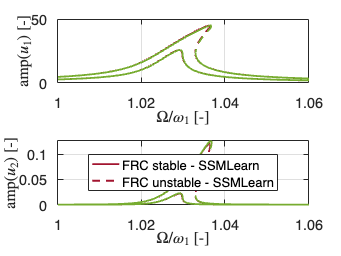 amp(u₁) [-]
50
0
1 1.02 1.04 1.06
Ω/ω₁ [-]
amp(u₂) [-]
0.1
0.05
0
FRC stable - SSMLearn
FRC unstable - SSMLearn
1 1.02 1.04 1.06
Ω/ω₁ [-]